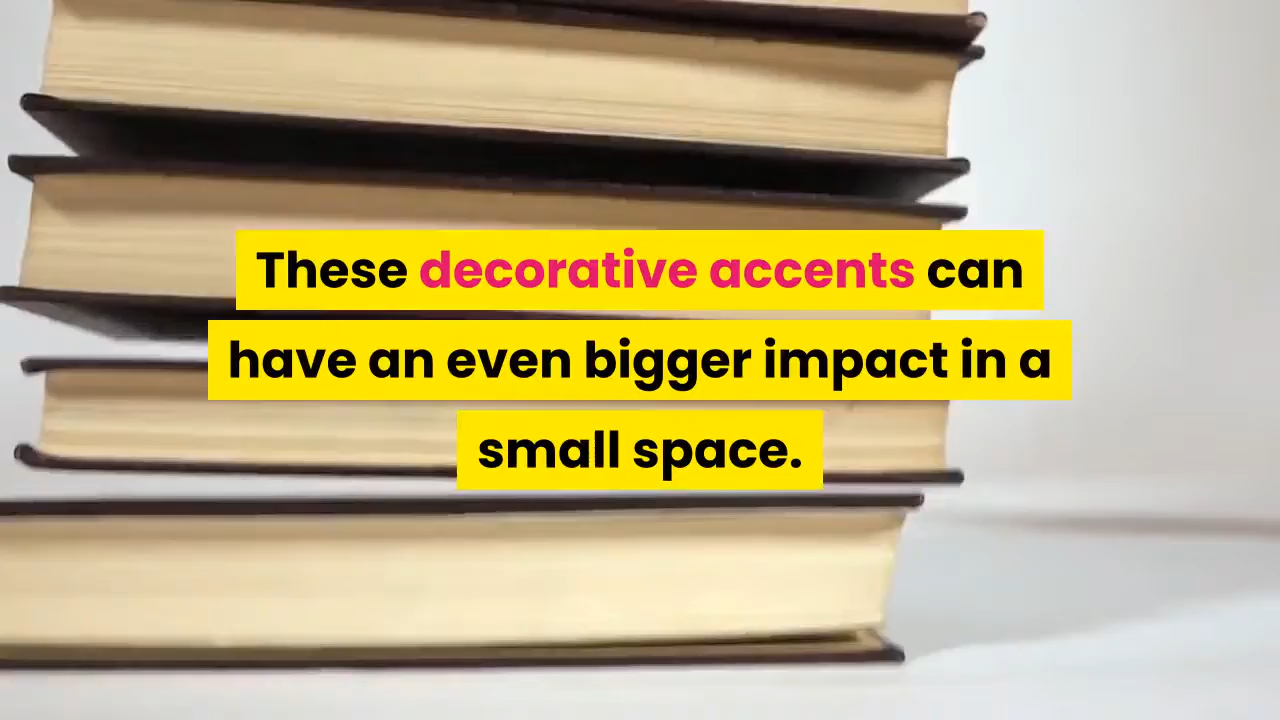 These decorative accents can
have an even bigger impact in a
small space.